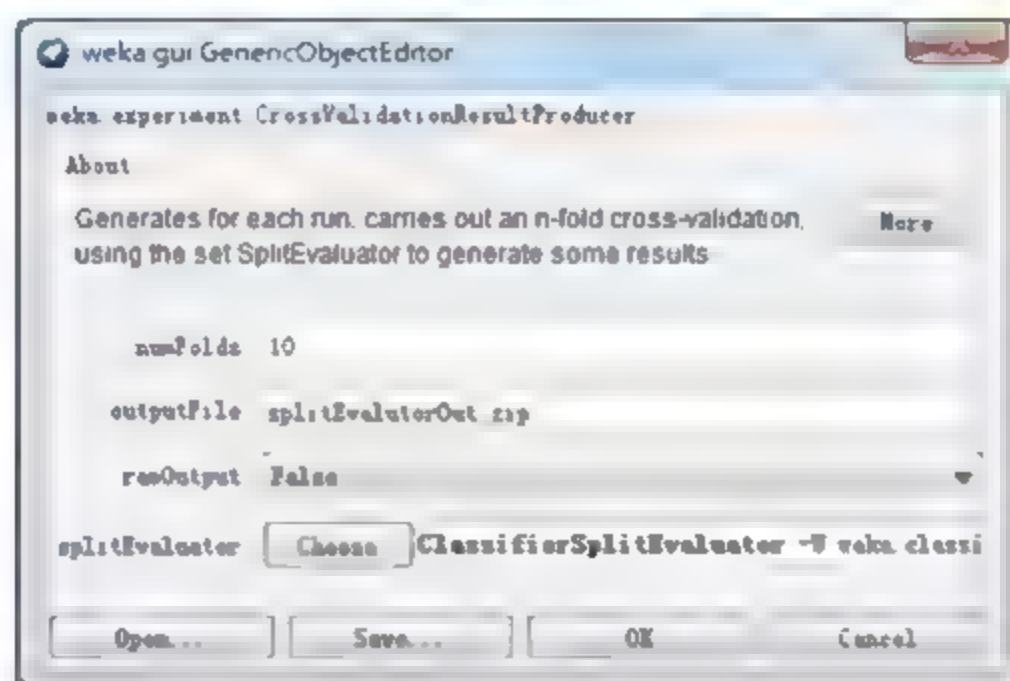 weka gui GenericObjectEditor
weka experiment CrossValidationResultProducer
About
Generates for each run, carries out an n-fold cross-validation,
using the set SplitEvaluator to generate some results
More
numFolds 10
outputFile splitEvalutorOut zip
rawOutput False
splitEvaluator Choose ClassifierSplitEvaluator -W weka classi
Open... Save... OK Cancel